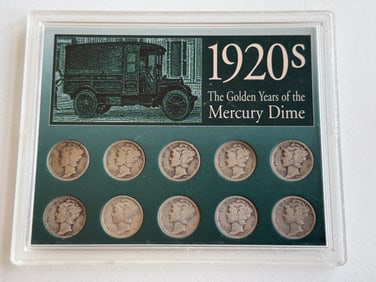 1920s
The Golden Years of the
Mercury Dime